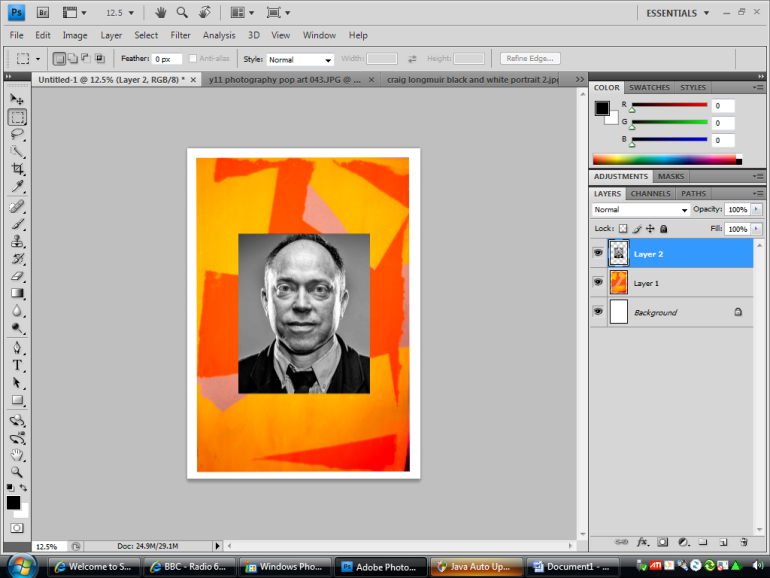 Ps Br 12.5 ESSENTIALS
File Edit Image Layer Select Filter Analysis 3D View Window Help
Feather: 0 px Anti-alias Style: Normal Width: Height: Refine Edge...
Untitled-1 @ 12.5% (Layer 2, RGB/8) * y11 photography pop art 043.JPG @ ... craig longmuir black and white portrait 2.jpg
COLOR SWATCHES STYLES
R 0
G 0
B 0
ADJUSTMENTS MASKS
LAYERS CHANNELS PATHS
Normal Opacity: 100%
Lock: Fill: 100%
Layer 2
Layer 1
Background
T
12.5% Doc: 24.9M/29.1M
fx
Welcome to S... BBC - Radio 6... Windows Pho... Adobe Photo... Java Auto Up... Document1 - ... ATI